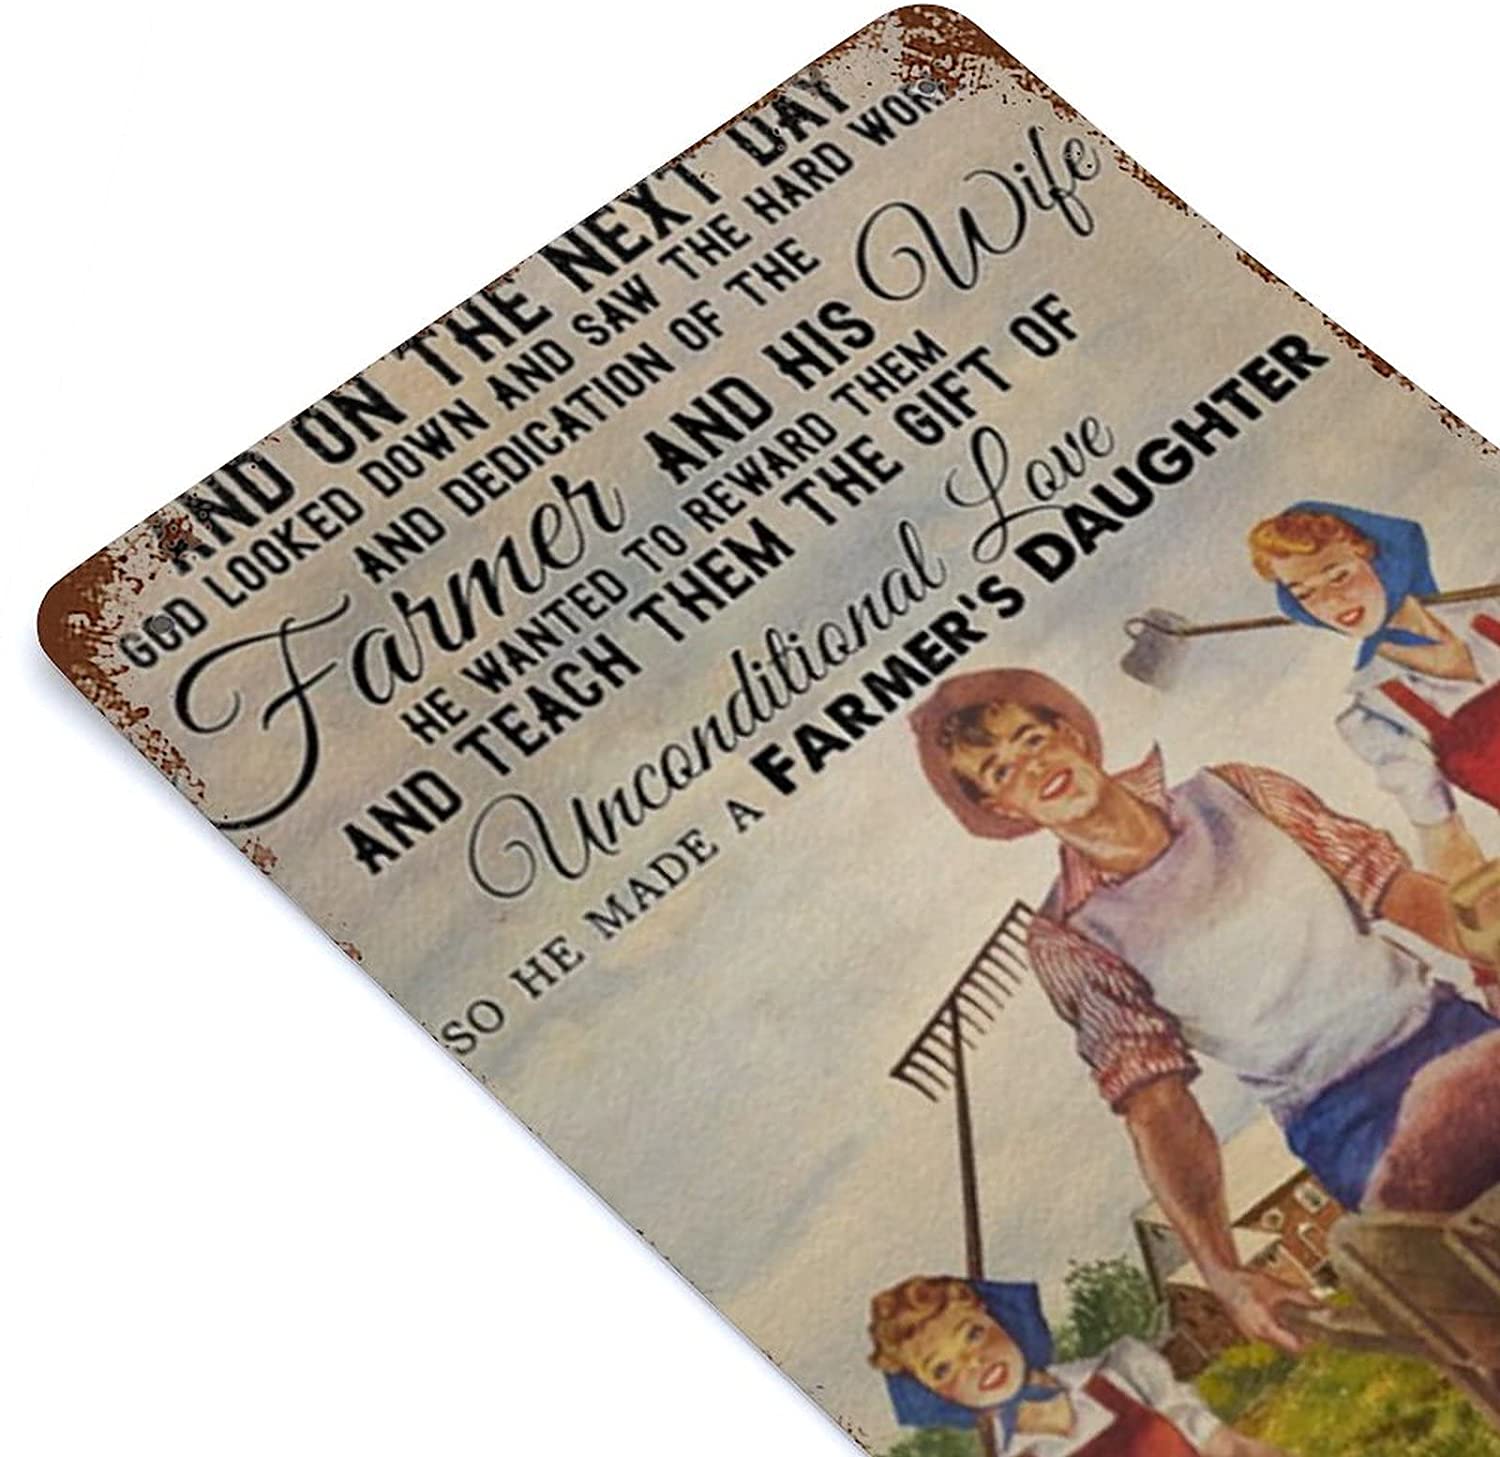 AND ON THE NEXT DAY
GOD LOOKED DOWN AND SAW THE HARD WORK
AND DEDICATION OF THE
Farmer AND HIS Wife
HE WANTED TO REWARD THEM
AND TEACH THEM THE GIFT OF
Unconditional Love
SO HE MADE A FARMER'S DAUGHTER